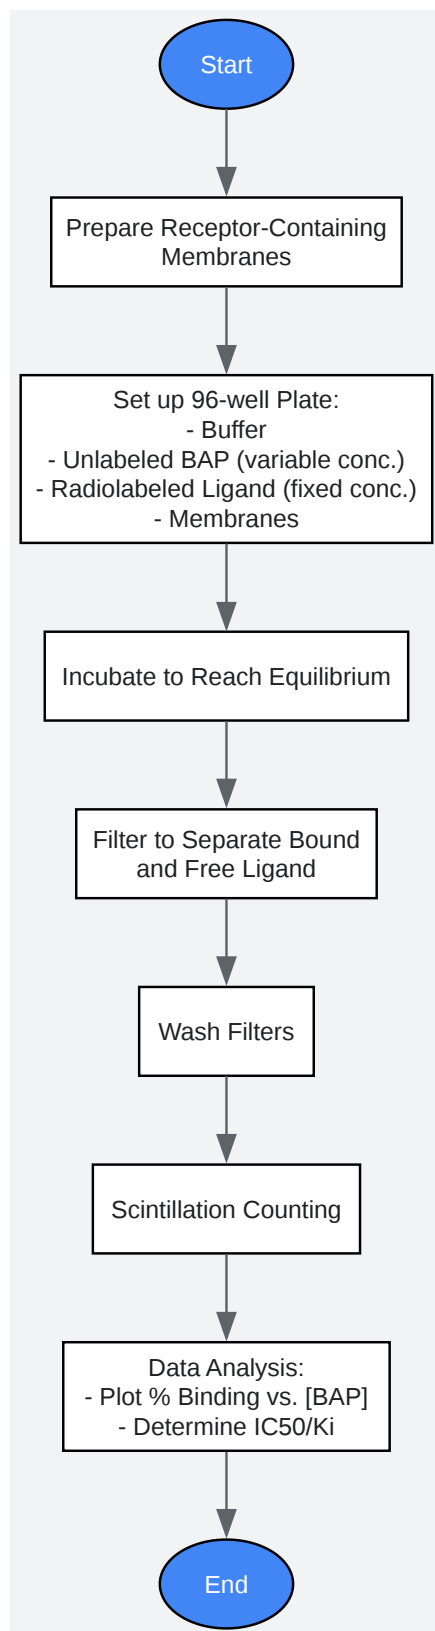 Start
Prepare Receptor-Containing
Membranes
Set up 96-well Plate:
- Buffer
- Unlabeled BAP (variable conc.)
- Radiolabeled Ligand (fixed conc.)
- Membranes
Incubate to Reach Equilibrium
Filter to Separate Bound
and Free Ligand
Wash Filters
Scintillation Counting
Data Analysis:
- Plot % Binding vs. [BAP]
- Determine IC50/Ki
End